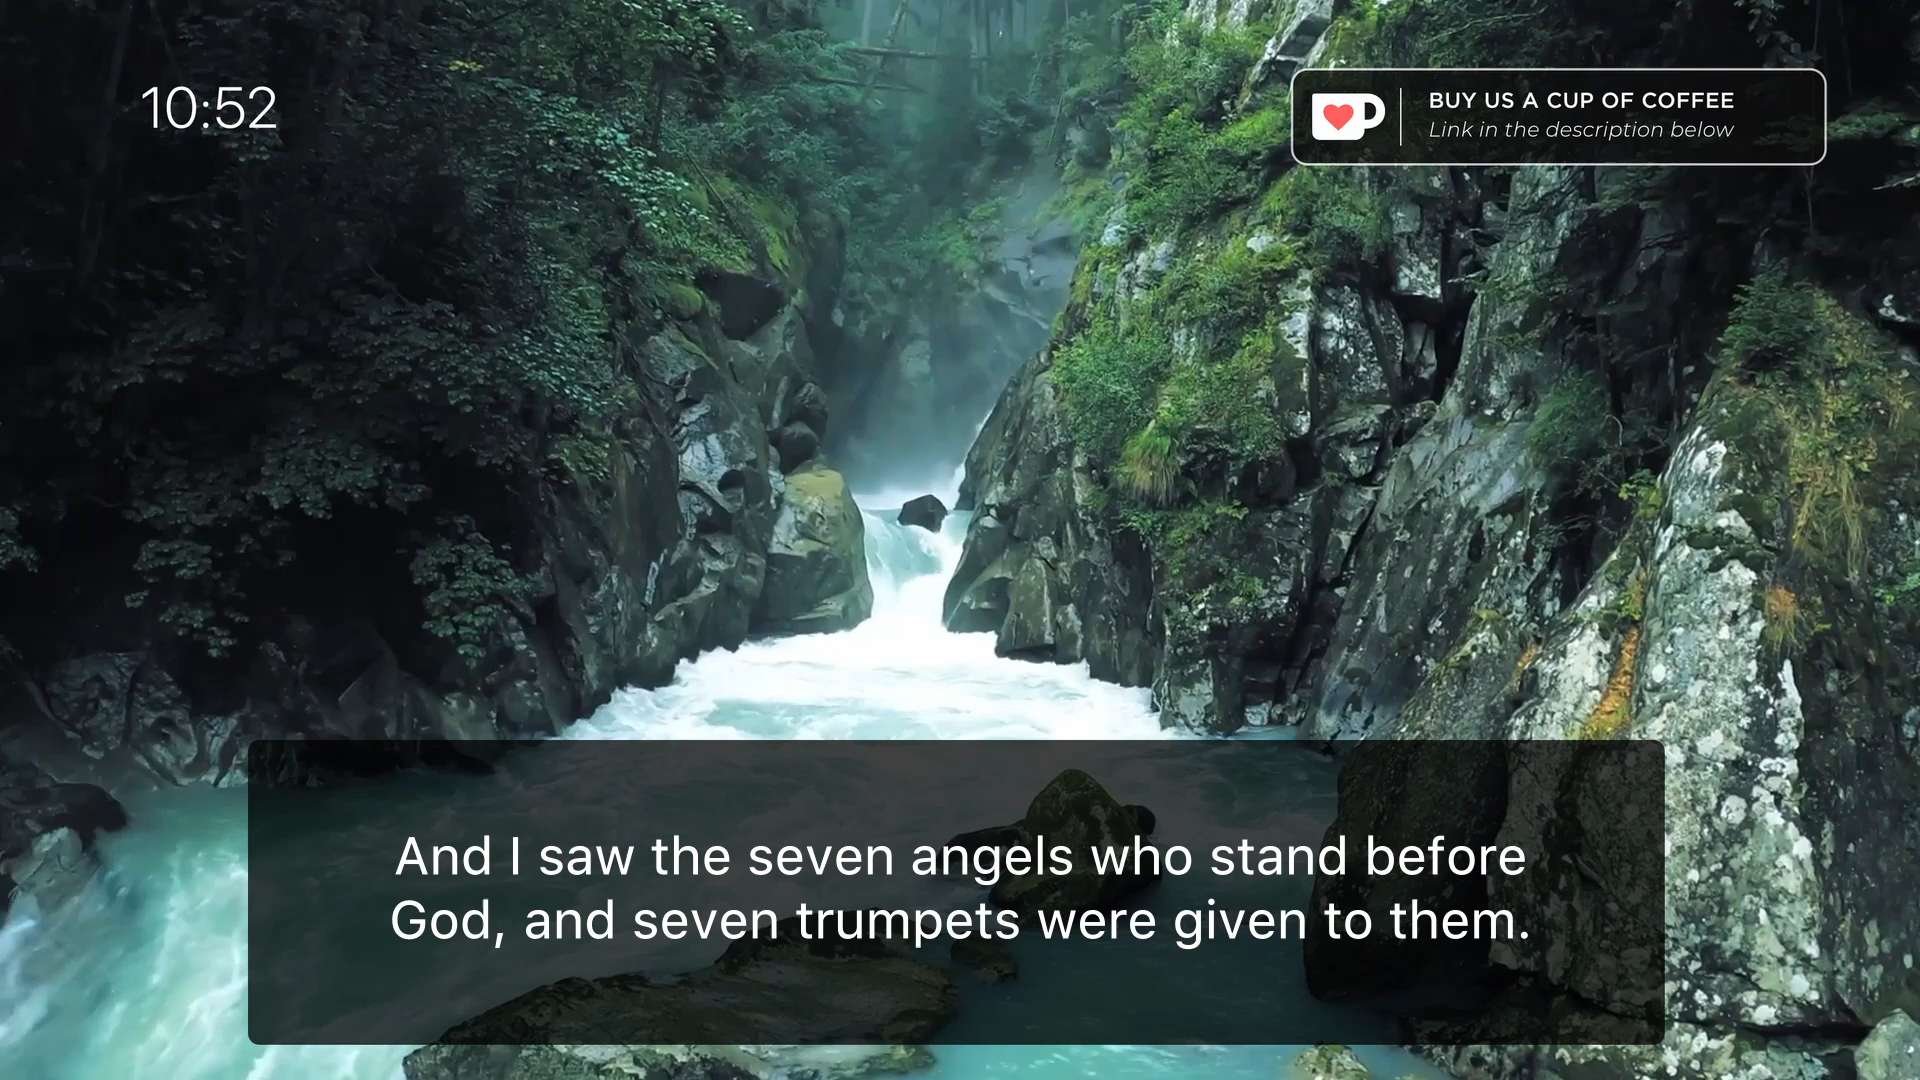 10:52
BUY US A CUP OF COFFEE
Link in the description below
And I saw the seven angels who stand before
God, and seven trumpets were given to them.